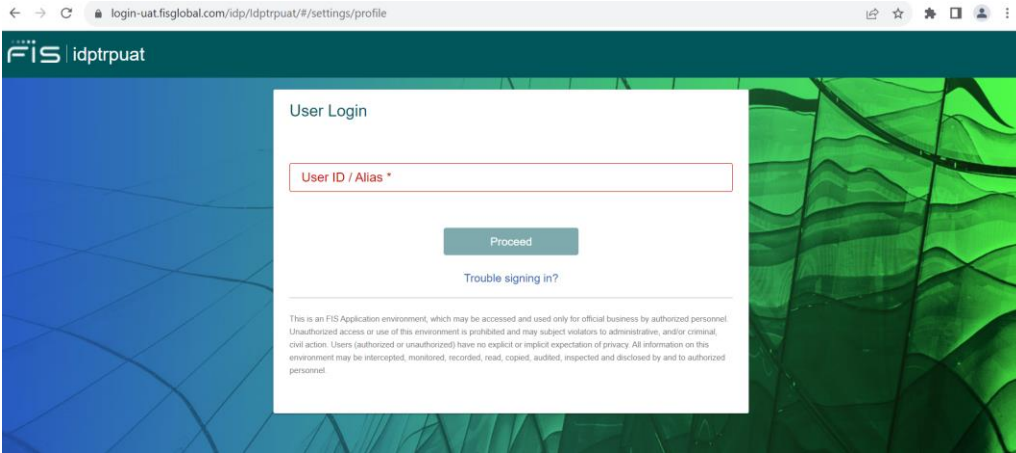 login-uat.fisglobal.com/idp/Idptrpuat/#/settings/profile
FIS idptrpuat
User Login
User ID / Alias *
Proceed
Trouble signing in?
This is an FIS Application environment, which may be accessed and used only for official business by authorized personnel.
Unauthorized access or use of this environment is prohibited and may subject violators to administrative, and/or criminal,
civil action. Users (authorized or unauthorized) have no explicit or implicit expectation of privacy. All information on this
environment may be intercepted, monitored, recorded, read, copied, audited, inspected and disclosed by and to authorized
personnel.